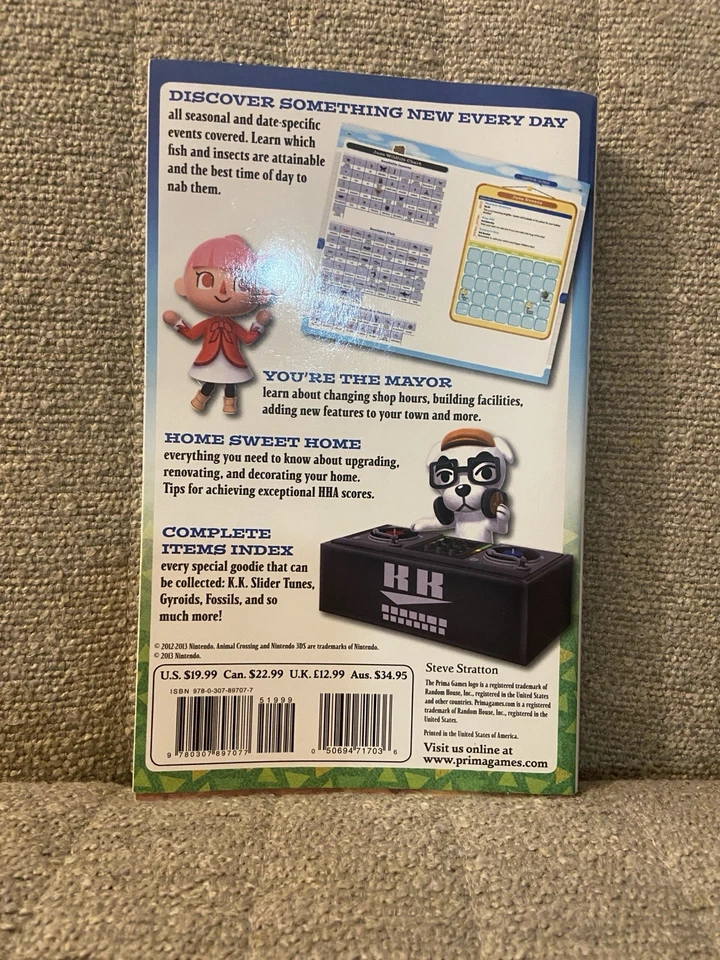 DISCOVER SOMETHING NEW EVERY DAY
all seasonal and date-specific
events covered. Learn which
fish and insects are attainable
and the best time of day to
nab them.
YOU'RE THE MAYOR
learn about changing shop hours, building facilities,
adding new features to your town and more.
HOME SWEET HOME
everything you need to know about upgrading,
renovating, and decorating your home.
Tips for achieving exceptional HHA scores.
COMPLETE
ITEMS INDEX
every special goodie that can
be collected: K.K. Slider Tunes,
Gyroids, Fossils, and so
much more!
KK
© 2012-2013 Nintendo. Animal Crossing and Nintendo 3DS are trademarks of Nintendo.
© 2013 Nintendo.
U.S. $19.99 Can. $22.99 U.K. £12.99 Aus. $34.95
ISBN 978-0-307-89707-7
51999
9 780307 897077
0 50694 71703 6
Steve Stratton
The Prima Games logo is a registered trademark of
Random House, Inc., registered in the United States
and other countries. Primagames.com is a registered
trademark of Random House, Inc., registered in the
United States.
Printed in the United States of America.
Visit us online at
www.primagames.com